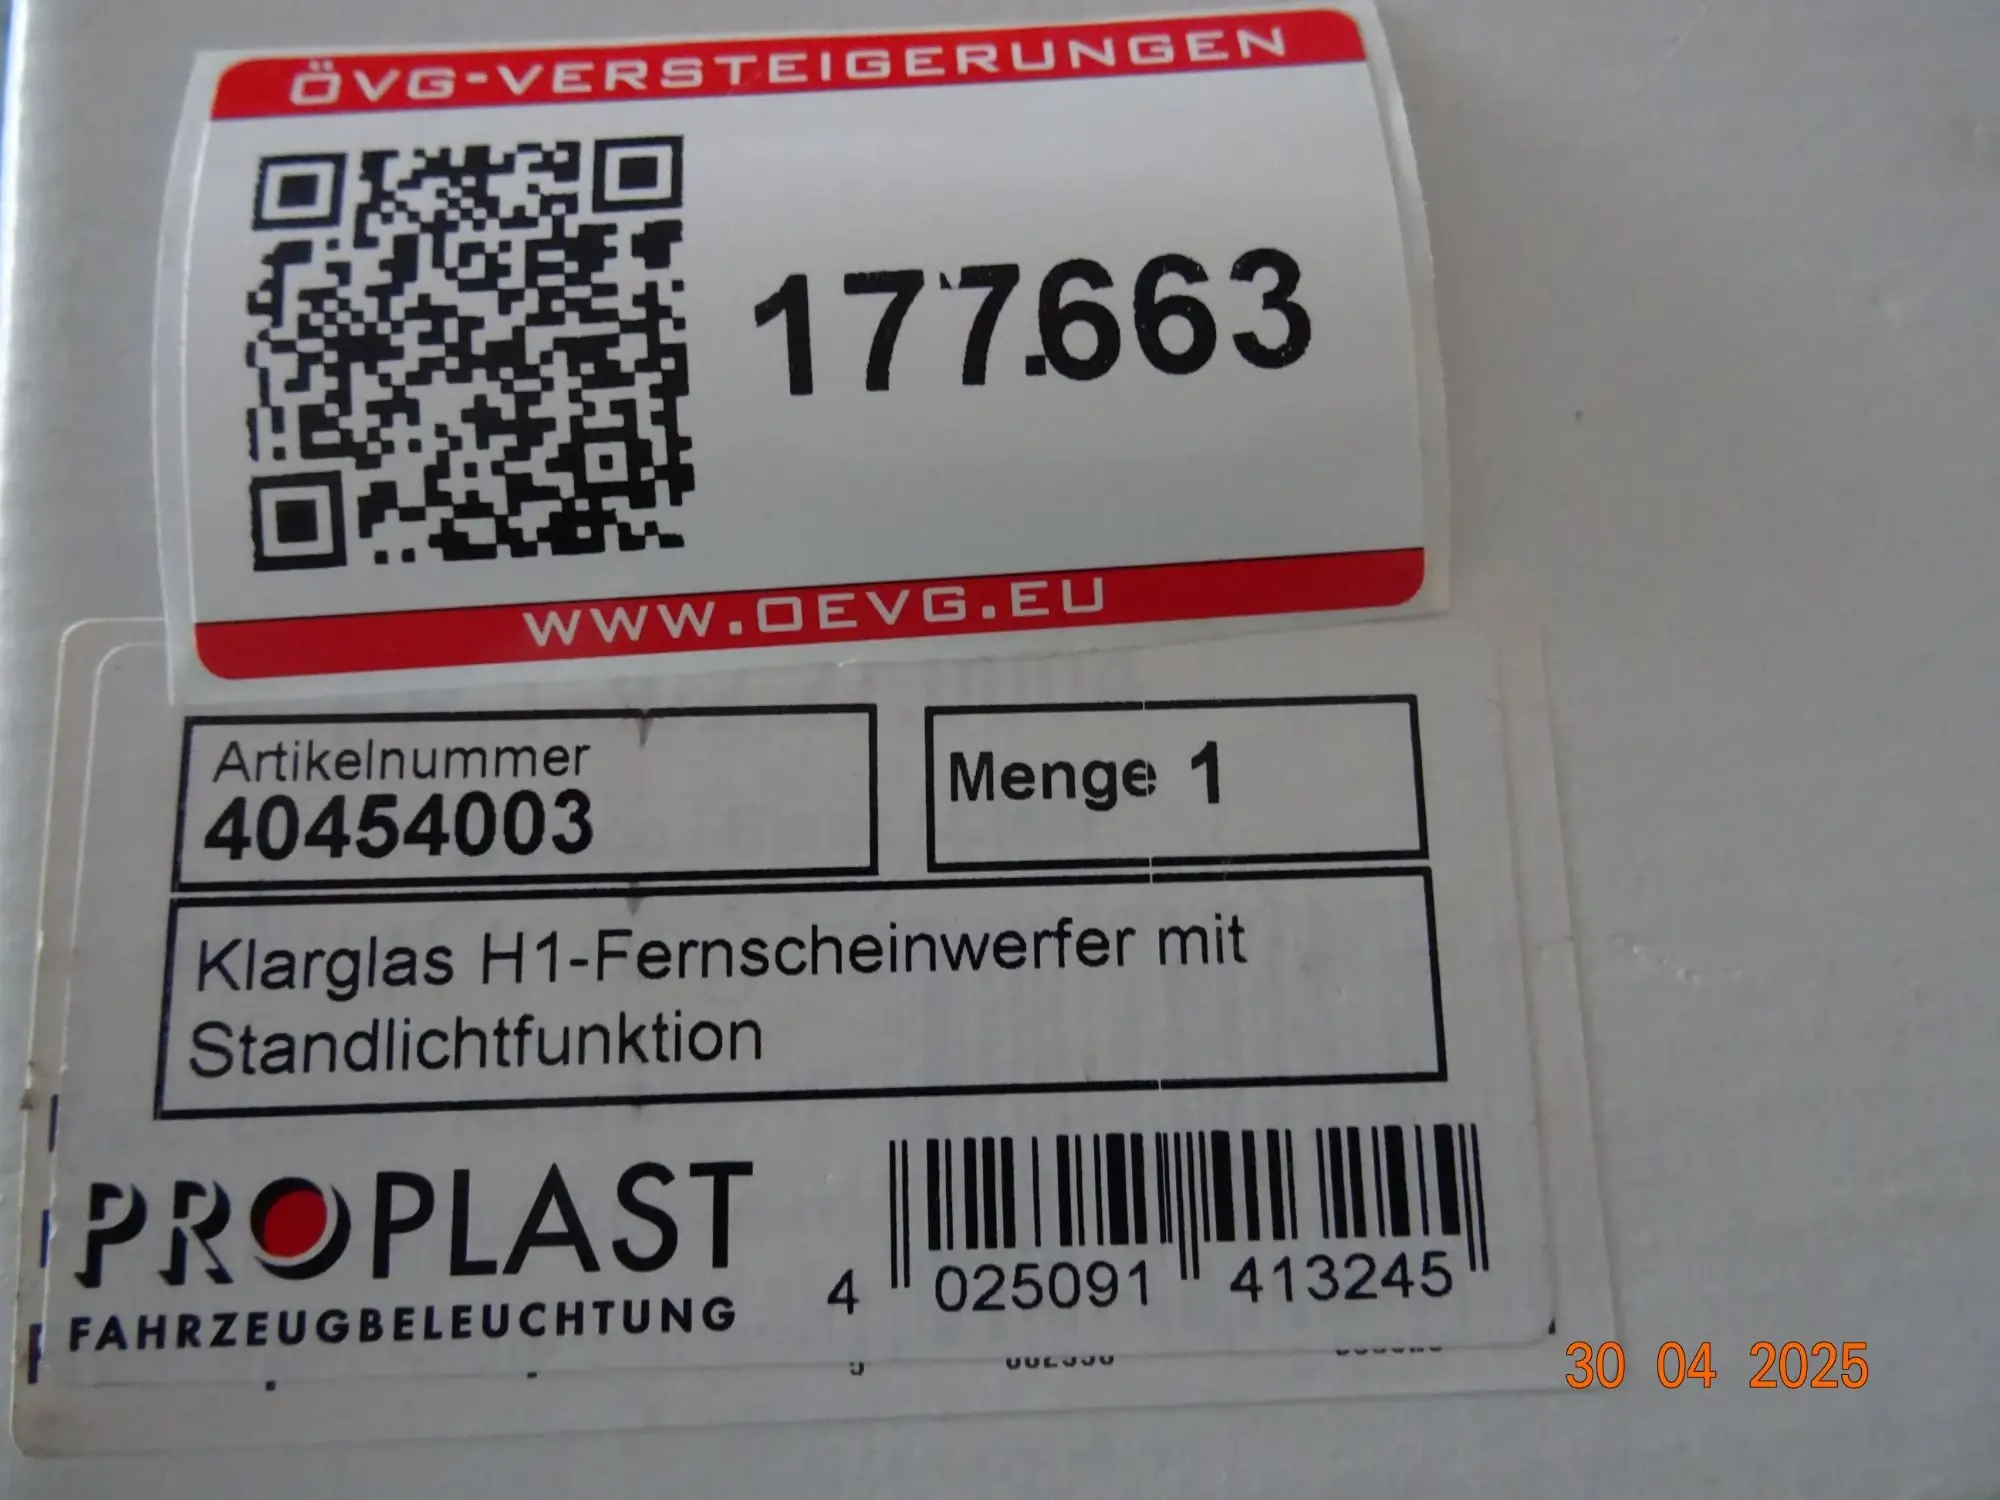 ÖVG-VERSTEIGERUNGEN
177.663
WWW.OEVG.EU
Artikelnummer
40454003
Menge 1
Klarglas H1-Fernscheinwerfer mit
Standlichtfunktion
PROPLAST
FAHRZEUGBELEUCHTUNG
4 025091 413245
30 04 2025